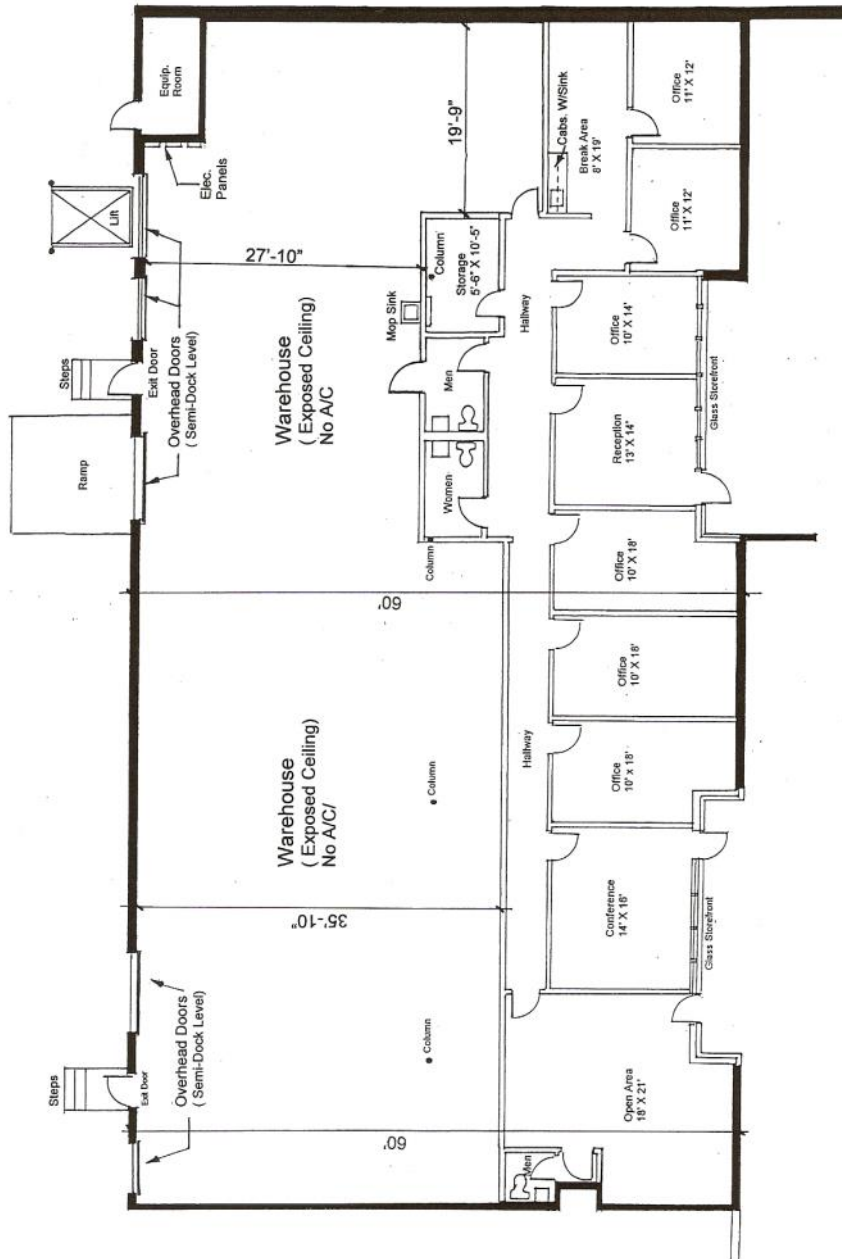 Equip.
Room
Elec.
Panels
Lift
Steps
Exit Door
Overhead Doors
( Semi-Dock Level)
Ramp
27'-10"
19'-9"
Cabs. W/Sink
Break Area
8' X 19'
Office
11' X 12'
Office
11' X 12'
Column
Storage
5'-6" X 10'-5"
Mop Sink
Men
Women
Column
Hallway
Office
10' X 14'
Reception
13' X 14'
Glass Storefront
Warehouse
( Exposed Ceiling)
No A/C
60'
Office
10' X 18'
Office
10' X 18'
Office
10' X 18'
Hallway
Column
Warehouse
( Exposed Ceiling)
No A/C/
35'-10"
Conference
14' X 16'
Glass Storefront
Column
Overhead Doors
( Semi-Dock Level)
Steps
Exit Door
60'
Open Area
18' X 21'
Men